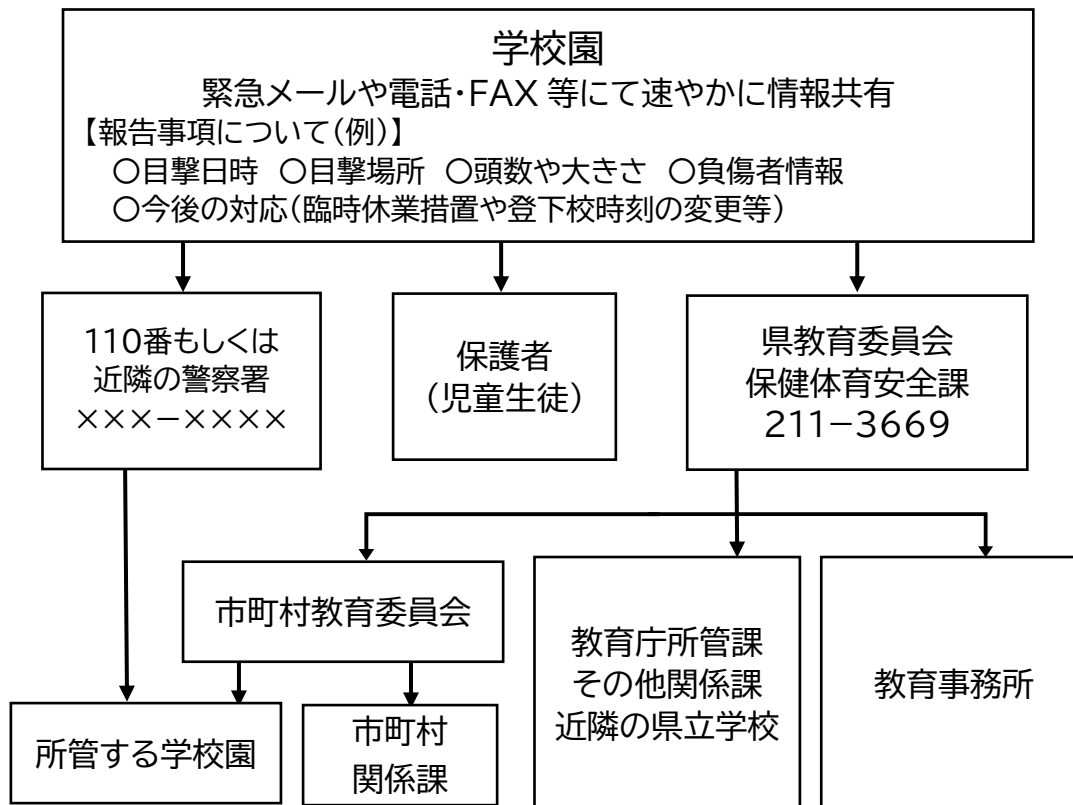 学校園
緊急メールや電話・FAX 等にて速やかに情報共有
【報告事項について(例)】
○目撃日時 ○目撃場所 ○頭数や大きさ ○負傷者情報
○今後の対応(臨時休業措置や登下校時刻の変更等)
110番もしくは
近隣の警察署
×××－××××
保護者
(児童生徒)
県教育委員会
保健体育安全課
211－3669
市町村教育委員会
教育庁所管課
その他関係課
近隣の県立学校
教育事務所
所管する学校園
市町村
関係課